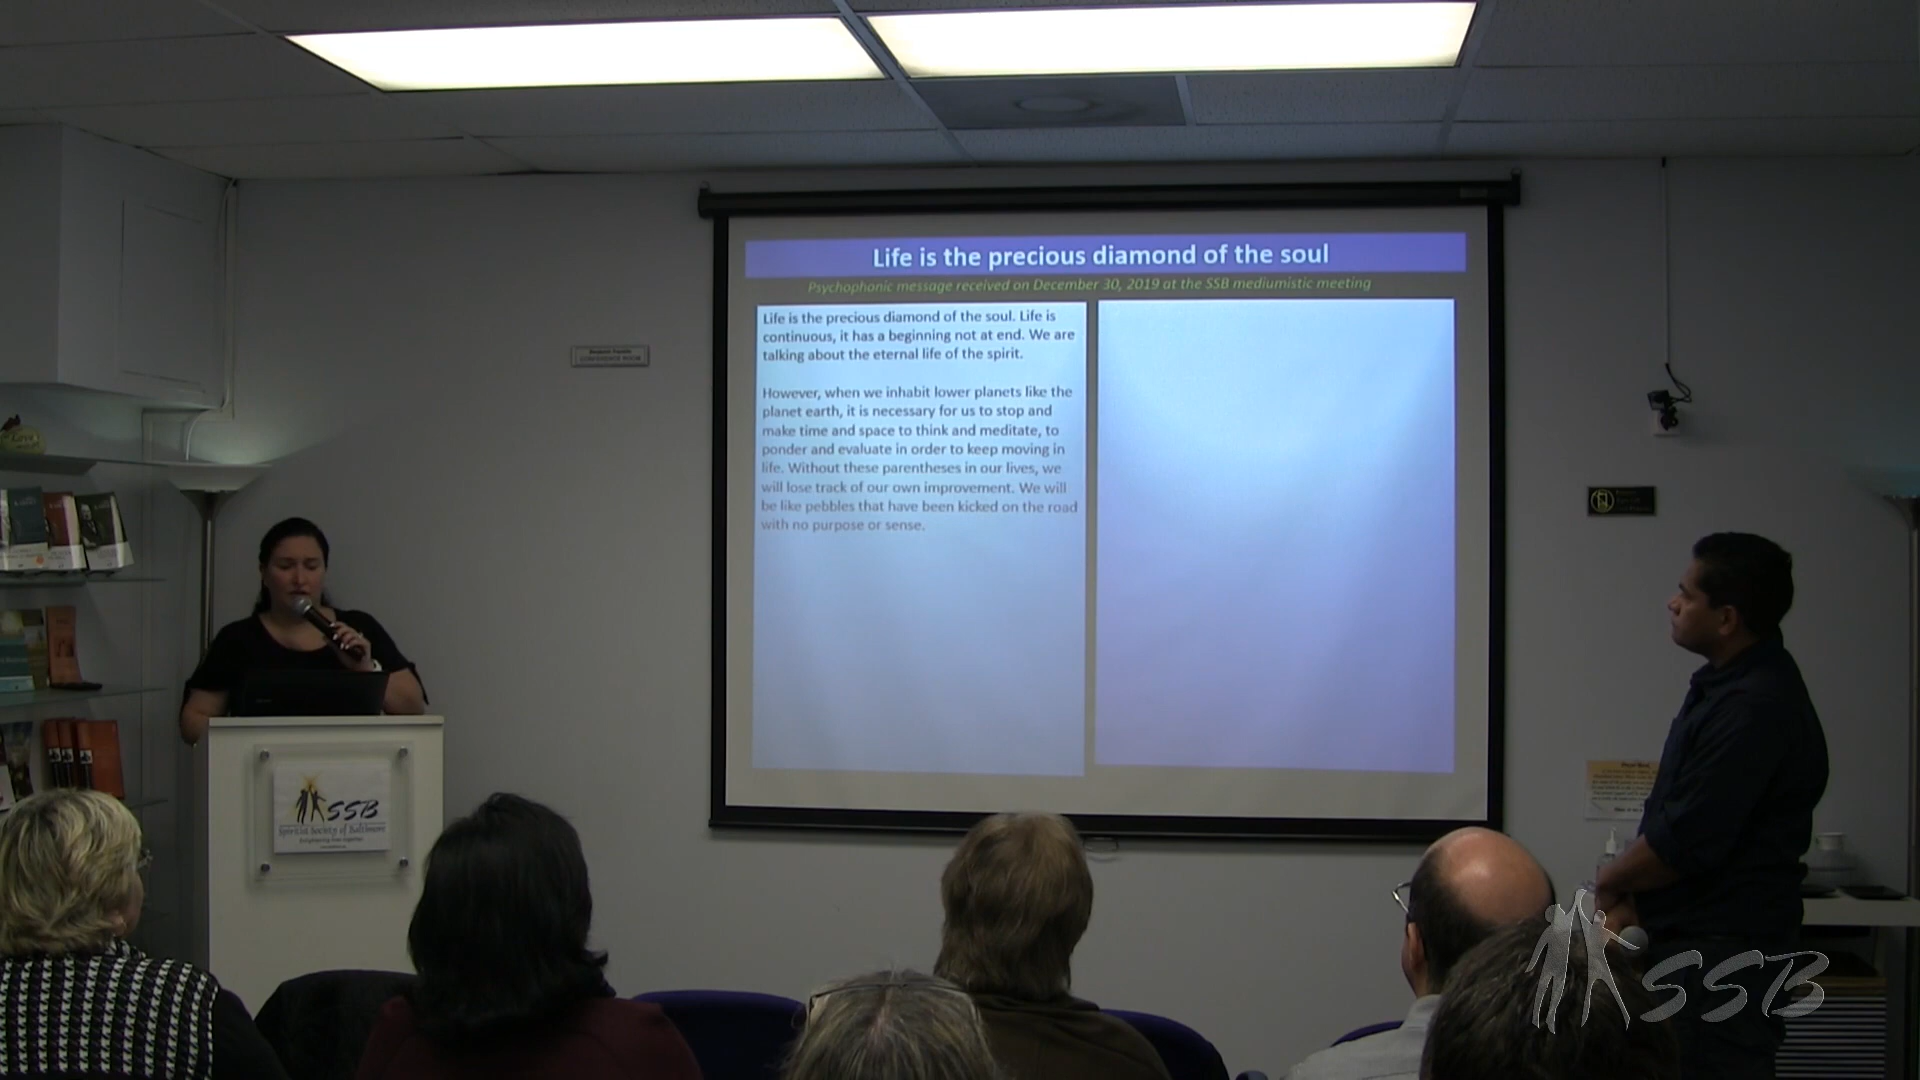 Life is the precious diamond of the soul
Psychophonic message received on December 30, 2019 at the SSB mediumistic meeting
Life is the precious diamond of the soul. Life is
continuous, it has a beginning not at end. We are
talking about the eternal life of the spirit.
However, when we inhabit lower planets like the
planet earth, it is necessary for us to stop and
make time and space to think and meditate, to
ponder and evaluate in order to keep moving in
life. Without these parentheses in our lives, we
will lose track of our own improvement. We will
be like pebbles that have been kicked on the road
with no purpose or sense.
CONFERENCE ROOM
SSB
Spiritist Society of Baltimore
SSB